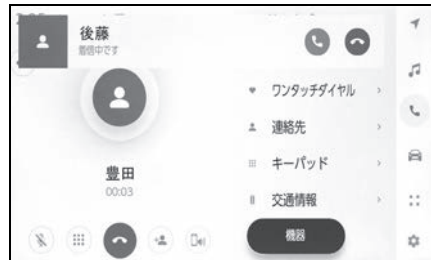 後藤
着信中です
豊田
00:03
ワンタッチダイヤル
連絡先
キーパッド
交通情報
機器